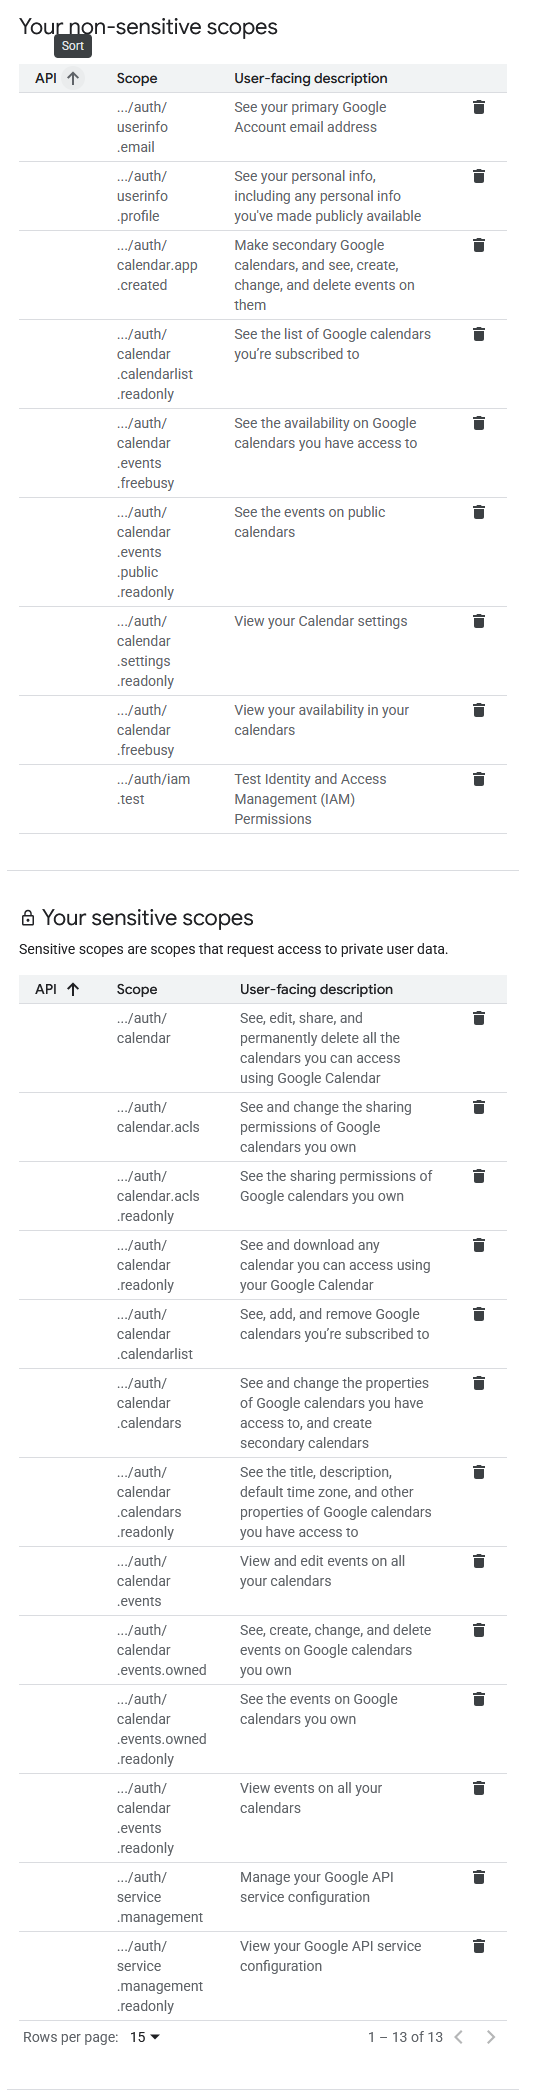 Your non-sensitive scopes
Sort
API Scope User-facing description
.../auth/ See your primary Google
userinfo Account email address
.email
.../auth/ See your personal info,
userinfo including any personal info
.profile you've made publicly available
.../auth/ Make secondary Google
calendar.app calendars, and see, create,
.created change, and delete events on
them
.../auth/ See the list of Google calendars
calendar you’re subscribed to
.calendarlist
.readonly
.../auth/ See the availability on Google
calendar calendars you have access to
.events
.freebusy
.../auth/ See the events on public
calendar calendars
.events
.public
.readonly
.../auth/ View your Calendar settings
calendar
.settings
.readonly
.../auth/ View your availability in your
calendar calendars
.freebusy
.../auth/iam Test Identity and Access
.test Management (IAM)
Permissions
Your sensitive scopes
Sensitive scopes are scopes that request access to private user data.
API Scope User-facing description
.../auth/ See, edit, share, and
calendar permanently delete all the
calendars you can access
using Google Calendar
.../auth/ See and change the sharing
calendar.acls permissions of Google
calendars you own
.../auth/ See the sharing permissions of
calendar.acls Google calendars you own
.readonly
.../auth/ See and download any
calendar calendar you can access using
.readonly your Google Calendar
.../auth/ See, add, and remove Google
calendar calendars you’re subscribed to
.calendarlist
.../auth/ See and change the properties
calendar of Google calendars you have
.calendars access to, and create
secondary calendars
.../auth/ See the title, description,
calendar default time zone, and other
.calendars properties of Google calendars
.readonly you have access to
.../auth/ View and edit events on all
calendar your calendars
.events
.../auth/ See, create, change, and delete
calendar events on Google calendars
.events.owned you own
.../auth/ See the events on Google
calendar calendars you own
.events.owned
.readonly
.../auth/ View events on all your
calendar calendars
.events
.readonly
.../auth/ Manage your Google API
service service configuration
.management
.../auth/ View your Google API service
service configuration
.management
.readonly
Rows per page: 15 1 – 13 of 13